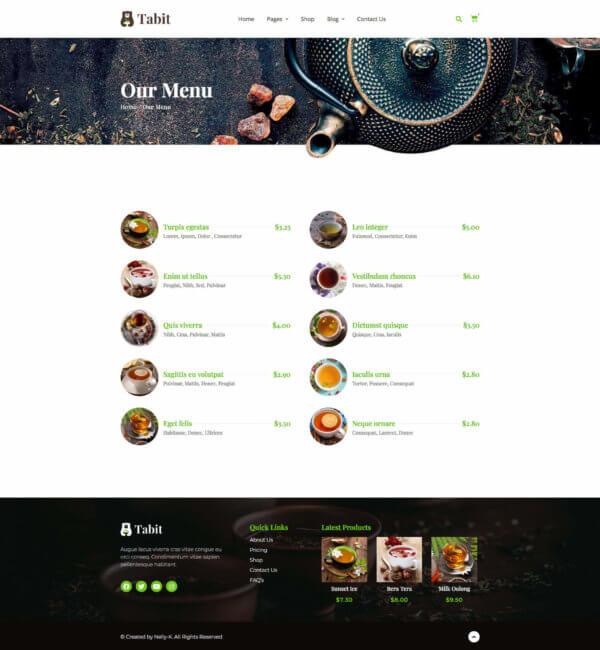 Tabit
Home Pages Shop Blog Contact Us
Our Menu
Home Our Menu
Turpis egestas $3.25
Lorem, Ipsum, Dolor , Consectetur
Leo integer $5.00
Euismod, Consectetur, Enim
Enim ut tellus $5.50
Feugiat, Nibh, Sed, Pulvinar
Vestibulum rhoncus $6.10
Donec, Mattis, Feugiat
Quis viverra $4.00
Nibh, Cras, Pulvinar, Mattis
Dictumst quisque $3.50
Quisque, Cras, Iaculis
Sagittis eu volutpat $2.90
Pulvinar, Mattis, Donec, Feugiat
Iaculis urna $2.80
Tortor, Posuere, Consequat
Eget felis $3.50
Habitasse, Donec, Ultrices
Neque ornare $2.80
Consequat, Laoreet, Donec
Tabit
Augue lacus viverra cras vitae congue eu
orci conseq. Condimentum vitae sapien
pellentesque habitant.
Quick Links
About Us
Pricing
Shop
Contact Us
FAQ's
Latest Products
Sunset Ice
$7.30
Bora Tora
$8.00
Milk Oolong
$9.50
© Created by Nelly-K. All Rights Reserved